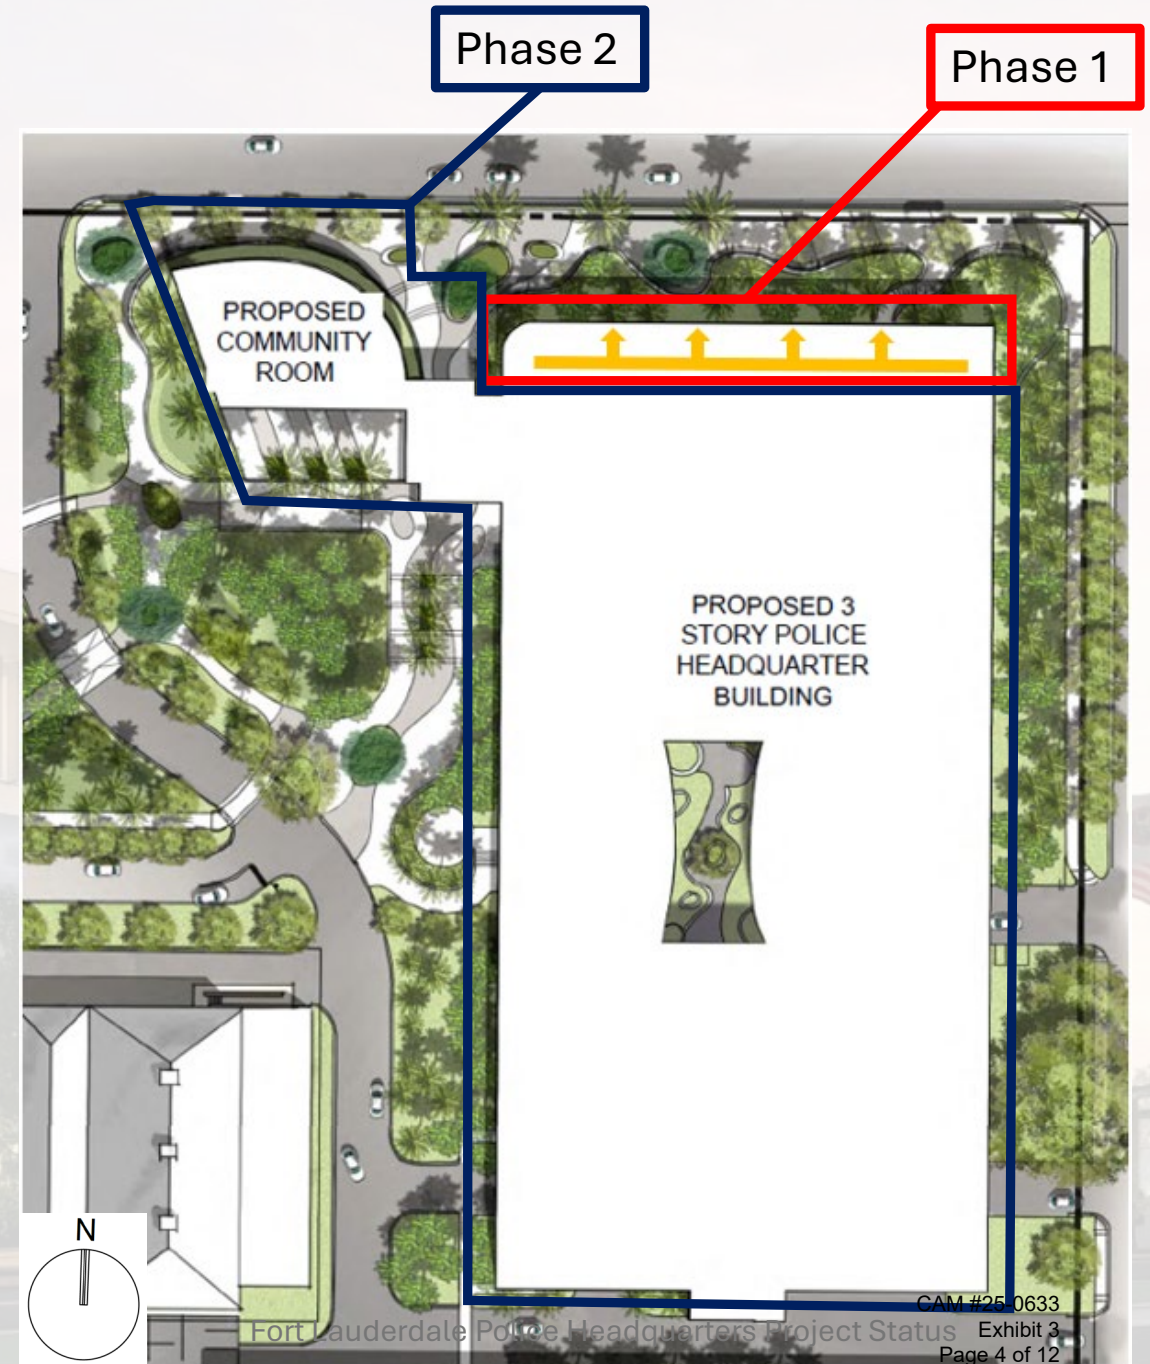 Phase 2
Phase 1
PROPOSED
COMMUNITY
ROOM
PROPOSED 3
STORY POLICE
HEADQUARTER
BUILDING
N
CAM #25-0633
Fort Lauderdale Police Headquarters Project Status
Exhibit 3
Page 4 of 12